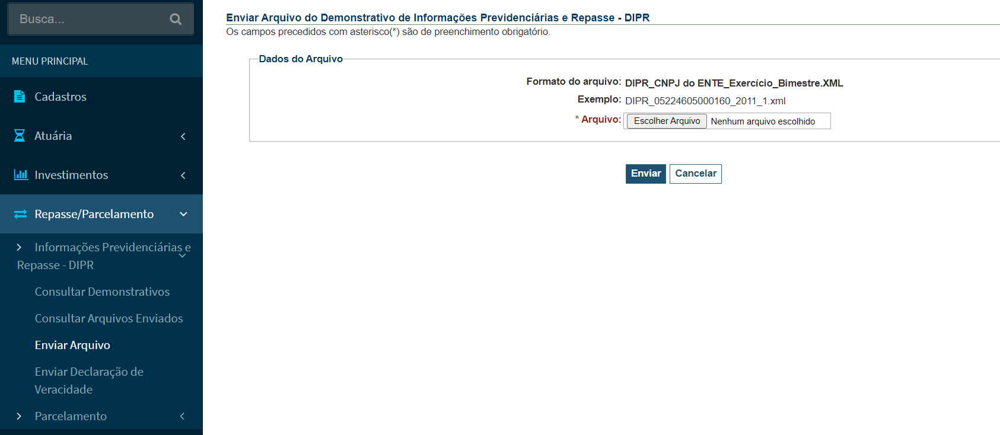 Busca...
MENU PRINCIPAL
Cadastros
Atuária
Investimentos
Repasse/Parcelamento
Informações Previdenciárias e
Repasse - DIPR
Consultar Demonstrativos
Consultar Arquivos Enviados
Enviar Arquivo
Enviar Declaração de
Veracidade
Parcelamento
Enviar Arquivo do Demonstrativo de Informações Previdenciárias e Repasse - DIPR
Os campos precedidos com asterisco(*) são de preenchimento obrigatório.
Dados do Arquivo
Formato do arquivo: DIPR_CNPJ do ENTE_Exercício_Bimestre.XML
Exemplo: DIPR_05224605000160_2011_1.xml
* Arquivo: Escolher Arquivo Nenhum arquivo escolhido
Enviar Cancelar